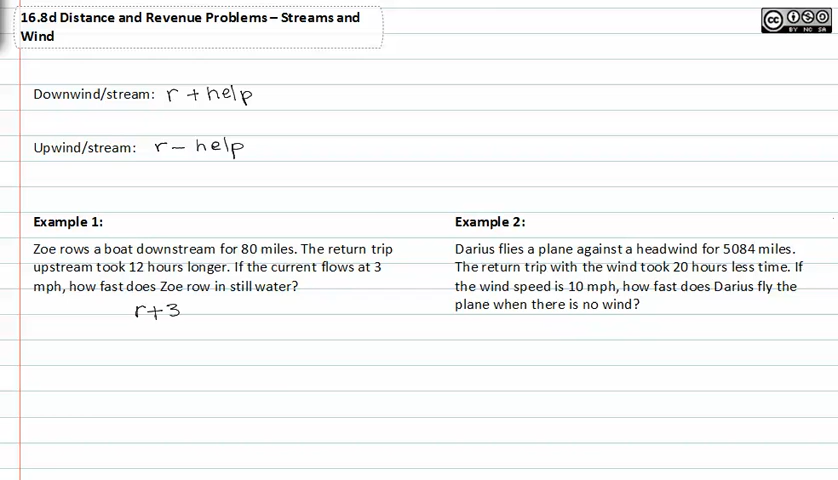 16.8d Distance and Revenue Problems – Streams and
Wind
cc
BY NC SA
Downwind/stream: r + help
Upwind/stream: r – help
Example 1:
Zoe rows a boat downstream for 80 miles. The return trip
upstream took 12 hours longer. If the current flows at 3
mph, how fast does Zoe row in still water?
r+3
Example 2:
Darius flies a plane against a headwind for 5084 miles.
The return trip with the wind took 20 hours less time. If
the wind speed is 10 mph, how fast does Darius fly the
plane when there is no wind?